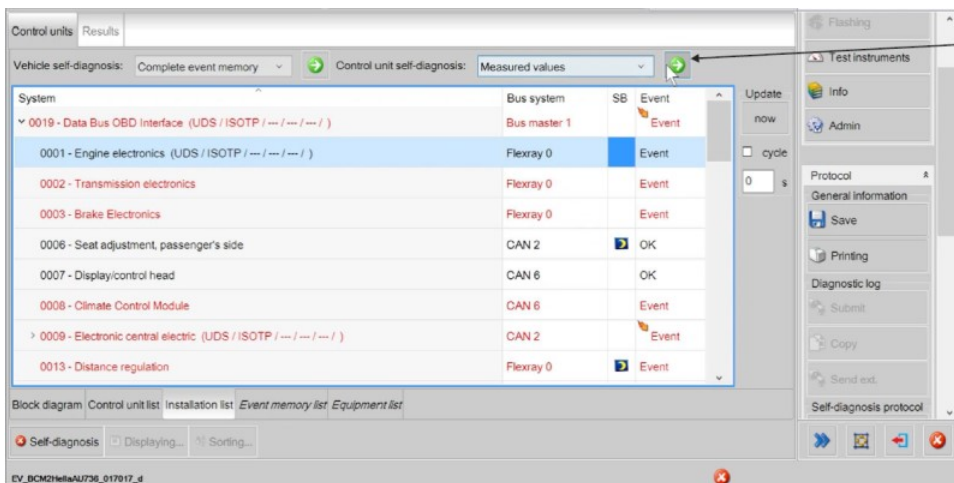 Control units Results
Vehicle self-diagnosis: Complete event memory Control unit self-diagnosis: Measured values
System Bus system SB Event
0019 - Data Bus OBD Interface (UDS / ISOTP / --- / --- / --- / ) Bus master 1 Event
0001 - Engine electronics (UDS / ISOTP / --- / --- / --- / ) Flexray 0 Event
0002 - Transmission electronics Flexray 0 Event
0003 - Brake Electronics Flexray 0 Event
0006 - Seat adjustment, passenger's side CAN 2 OK
0007 - Display/control head CAN 6 OK
0008 - Climate Control Module CAN 6 Event
0009 - Electronic central electric (UDS / ISOTP / --- / --- / --- / ) CAN 2 Event
0013 - Distance regulation Flexray 0 Event
Update
now
cycle
0 s
Block diagram Control unit list Installation list Event memory list Equipment list
Self-diagnosis Displaying... Sorting...
EV_BCM2HellaAU736_017017_d
Flashing
Test instruments
Info
Admin
Protocol
General information
Save
Printing
Diagnostic log
Submit
Copy
Send ext.
Self-diagnosis protocol